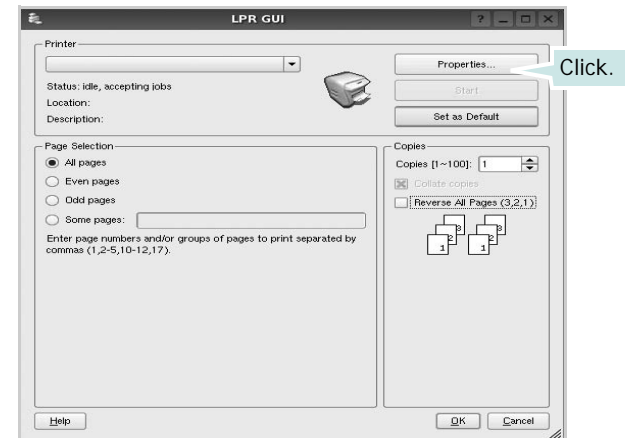 LPR GUI
Printer
Properties...
Click.
Status: idle, accepting jobs
Start
Location:
Description:
Set as Default
Page Selection
All pages
Even pages
Odd pages
Some pages:
Enter page numbers and/or groups of pages to print separated by
commas (1,2-5,10-12,17).
Copies
Copies [1~100]: 1
Collate copies
Reverse All Pages (3,2,1)
3 3
2 2
1 1
Help
OK
Cancel